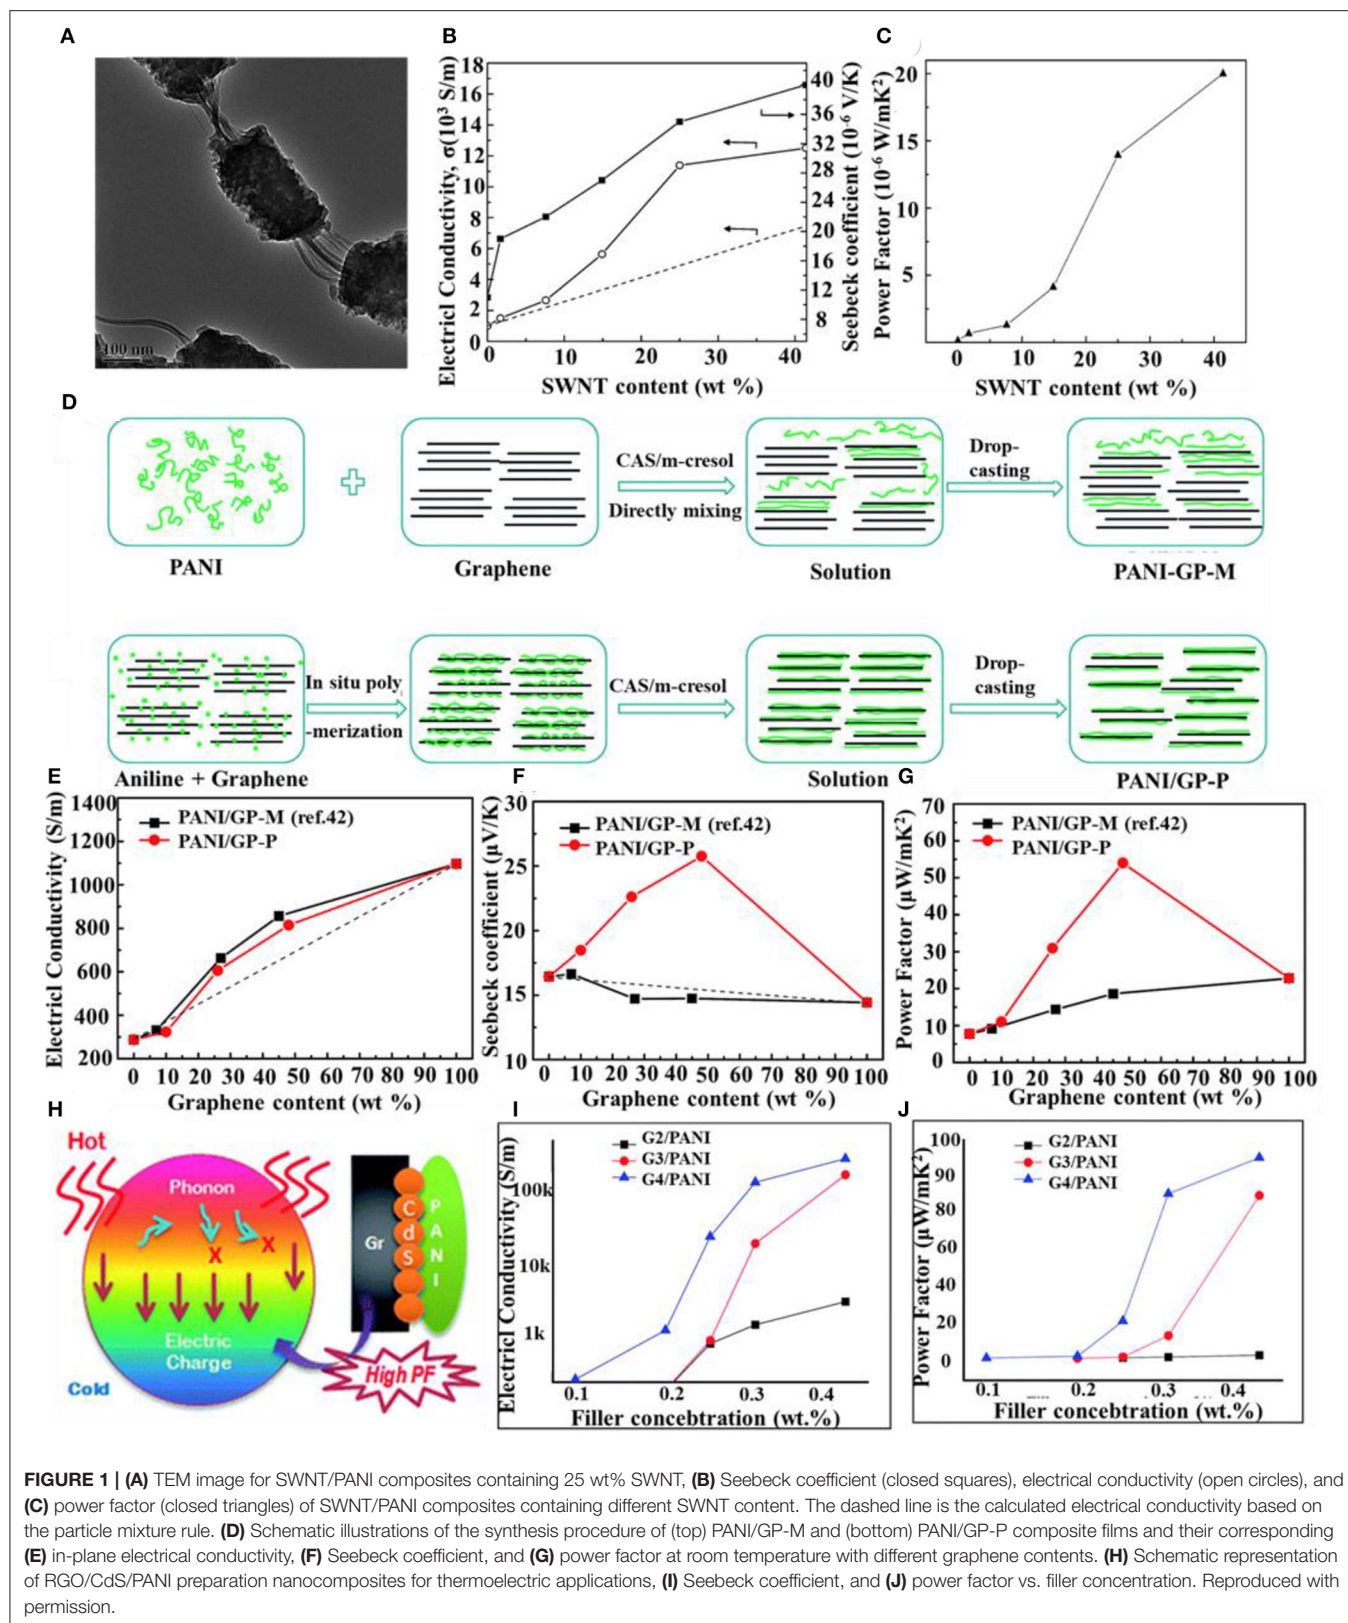 A
100 nm
B
Electricl Conductivity, σ(10³ S/m)
18
16
14
12
10
8
6
4
2
0
0 10 20 30 40
SWNT content (wt %)
40
36
32
28
24
20
16
12
8
Seebeck coefficient (10⁻⁶ V/K)
C
Power Factor (10⁻⁶ W/mK²)
20
15
20
5
0 10 20 30 40
SWNT content (wt %)
D
PANI
Graphene
CAS/m-cresol
Directly mixing
Solution
Drop-
casting
PANI-GP-M
Aniline + Graphene
In situ poly
-merization
CAS/m-cresol
Solution
Drop-
casting
PANI/GP-P
E
Electricl Conductivity (S/m)
1400
1100
1000
800
600
400
200
PANI/GP-M (ref.42)
PANI/GP-P
0 10 20 30 40 50 60 70 80 90 100
Graphene content (wt %)
F
Seebeck coefficient (μV/K)
30
25
20
15
10
PANI/GP-M (ref.42)
PANI/GP-P
0 10 20 30 40 50 60 70 80 90 100
Graphene content (wt %)
G
Power Factor (μW/mK²)
70
60
50
40
30
20
10
0
PANI/GP-M (ref.42)
PANI/GP-P
0 10 20 30 40 50 60 70 80 90 100
Graphene content (wt %)
H
Hot
Phonon
X
X
Electric
Charge
Cold
Gr
CdS
PANI
High PF
I
Electricl Conductivity (S/m)
100k
10k
1k
G2/PANI
G3/PANI
G4/PANI
0.1 0.2 0.3 0.4
Filler concebtration (wt.%)
J
Power Factor (μW/mK²)
100
90
80
60
40
20
0
G2/PANI
G3/PANI
G4/PANI
0.1 0.2 0.3 0.4
Filler concebtration (wt.%)
FIGURE 1 | (A) TEM image for SWNT/PANI composites containing 25 wt% SWNT, (B) Seebeck coefficient (closed squares), electrical conductivity (open circles), and
(C) power factor (closed triangles) of SWNT/PANI composites containing different SWNT content. The dashed line is the calculated electrical conductivity based on
the particle mixture rule. (D) Schematic illustrations of the synthesis procedure of (top) PANI/GP-M and (bottom) PANI/GP-P composite films and their corresponding
(E) in-plane electrical conductivity, (F) Seebeck coefficient, and (G) power factor at room temperature with different graphene contents. (H) Schematic representation
of RGO/CdS/PANI preparation nanocomposites for thermoelectric applications, (I) Seebeck coefficient, and (J) power factor vs. filler concentration. Reproduced with
permission.